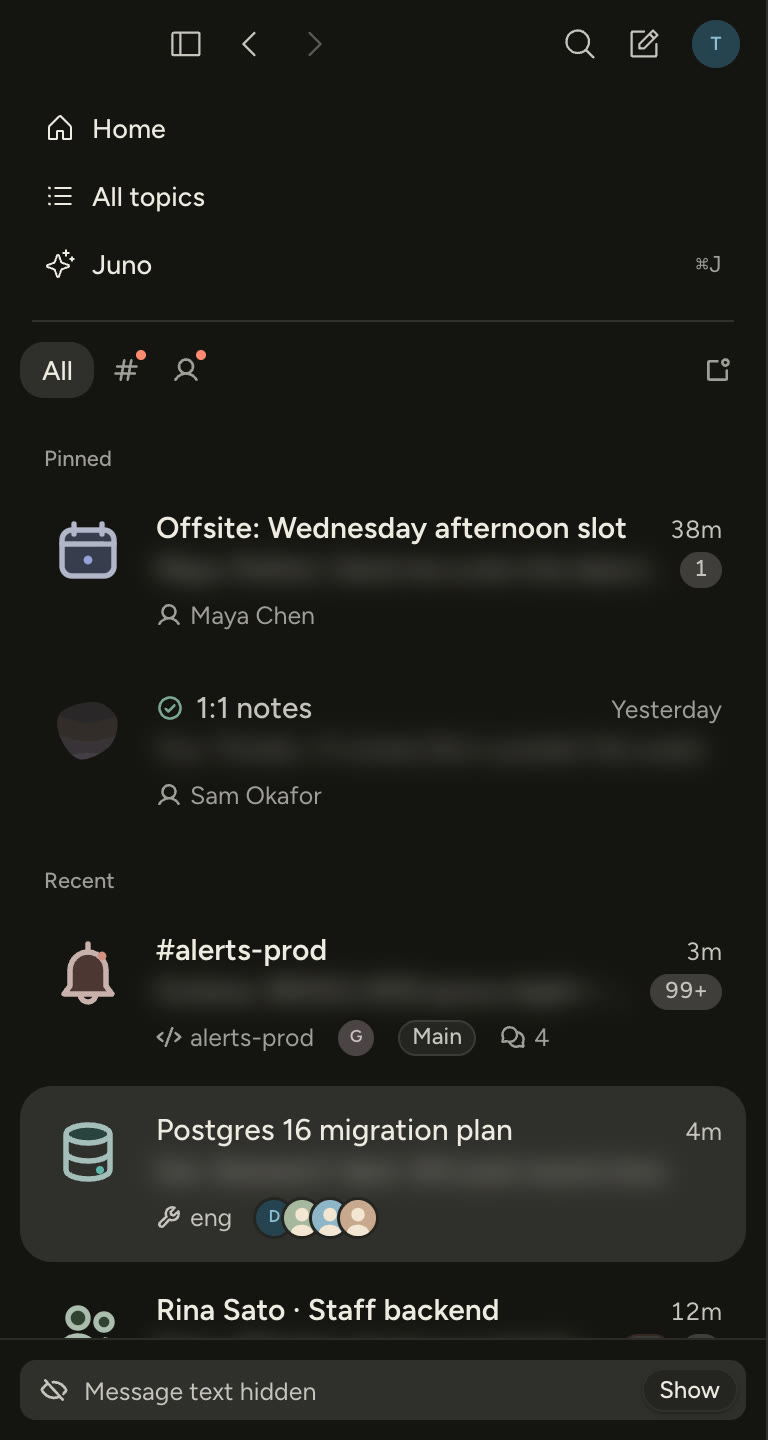 T
Home
All topics
Juno ⌘J
All
Pinned
Offsite: Wednesday afternoon slot 38m
1
Maya Chen
1:1 notes Yesterday
Sam Okafor
Recent
#alerts-prod 3m
99+
alerts-prod G Main 4
Postgres 16 migration plan 4m
eng D
Rina Sato · Staff backend 12m
Message text hidden Show